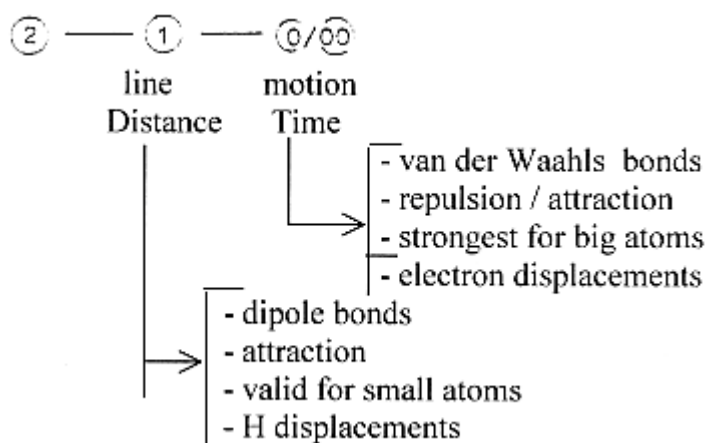 2 1 0/00
line motion
Distance Time
- van der Waahls bonds
- repulsion / attraction
- strongest for big atoms
- electron displacements
- dipole bonds
- attraction
- valid for small atoms
- H displacements